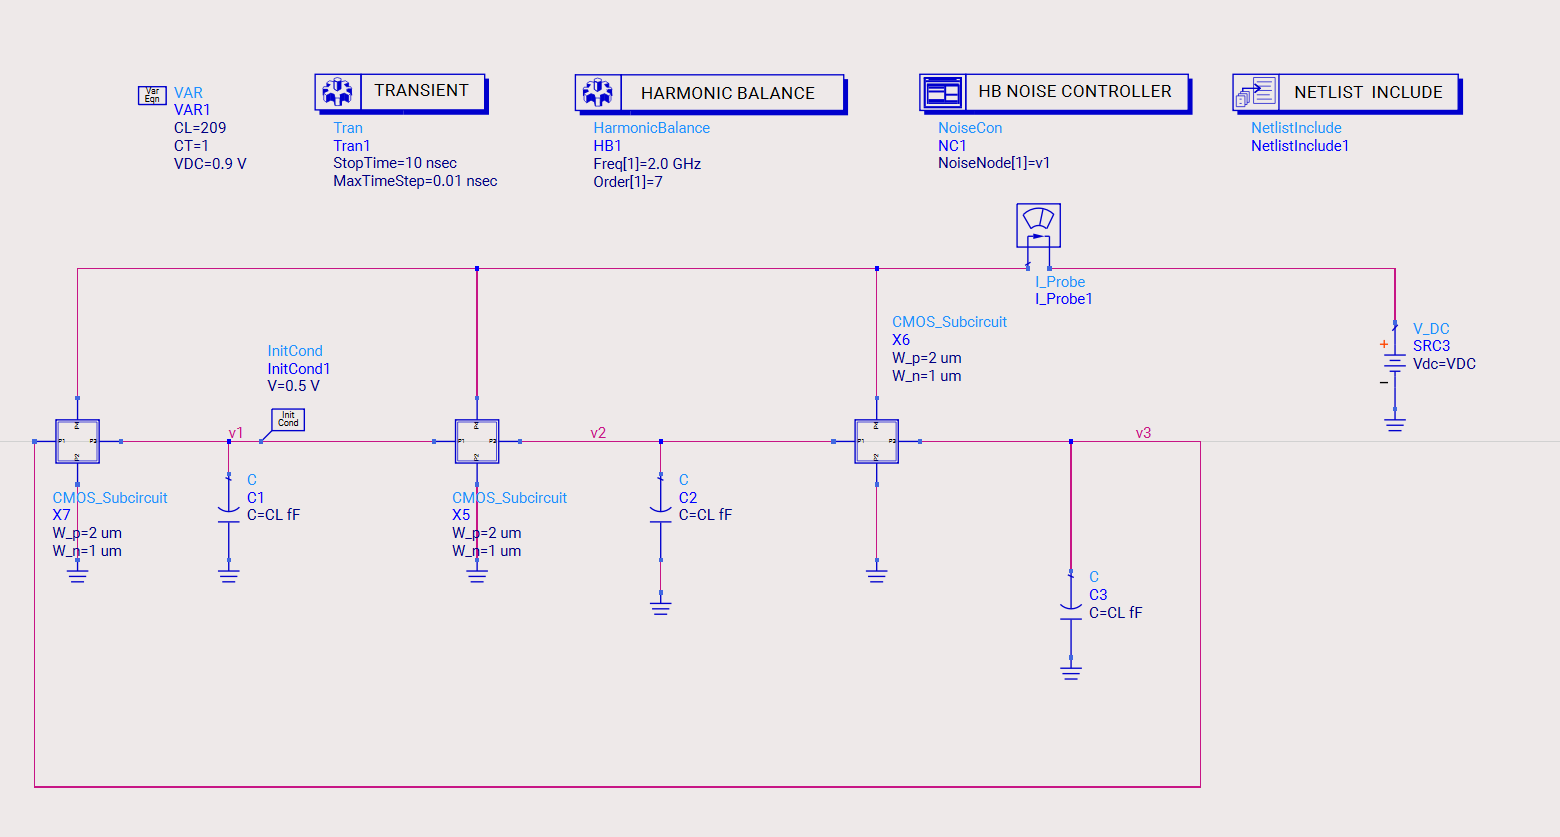 Var
Eqn
VAR
VAR1
CL=209
CT=1
VDC=0.9 V
TRANSIENT
Tran
Tran1
StopTime=10 nsec
MaxTimeStep=0.01 nsec
HARMONIC BALANCE
HarmonicBalance
HB1
Freq[1]=2.0 GHz
Order[1]=7
HB NOISE CONTROLLER
NoiseCon
NC1
NoiseNode[1]=v1
NETLIST INCLUDE
NetlistInclude
NetlistInclude1
I_Probe
I_Probe1
CMOS_Subcircuit
X6
W_p=2 um
W_n=1 um
V_DC
SRC3
Vdc=VDC
+
−
InitCond
InitCond1
V=0.5 V
Init
Cond
v1
v2
v3
P1
P2
P1
P2
P1
P2
CMOS_Subcircuit
X7
W_p=2 um
W_n=1 um
C
C1
C=CL fF
CMOS_Subcircuit
X5
W_p=2 um
W_n=1 um
C
C2
C=CL fF
C
C3
C=CL fF